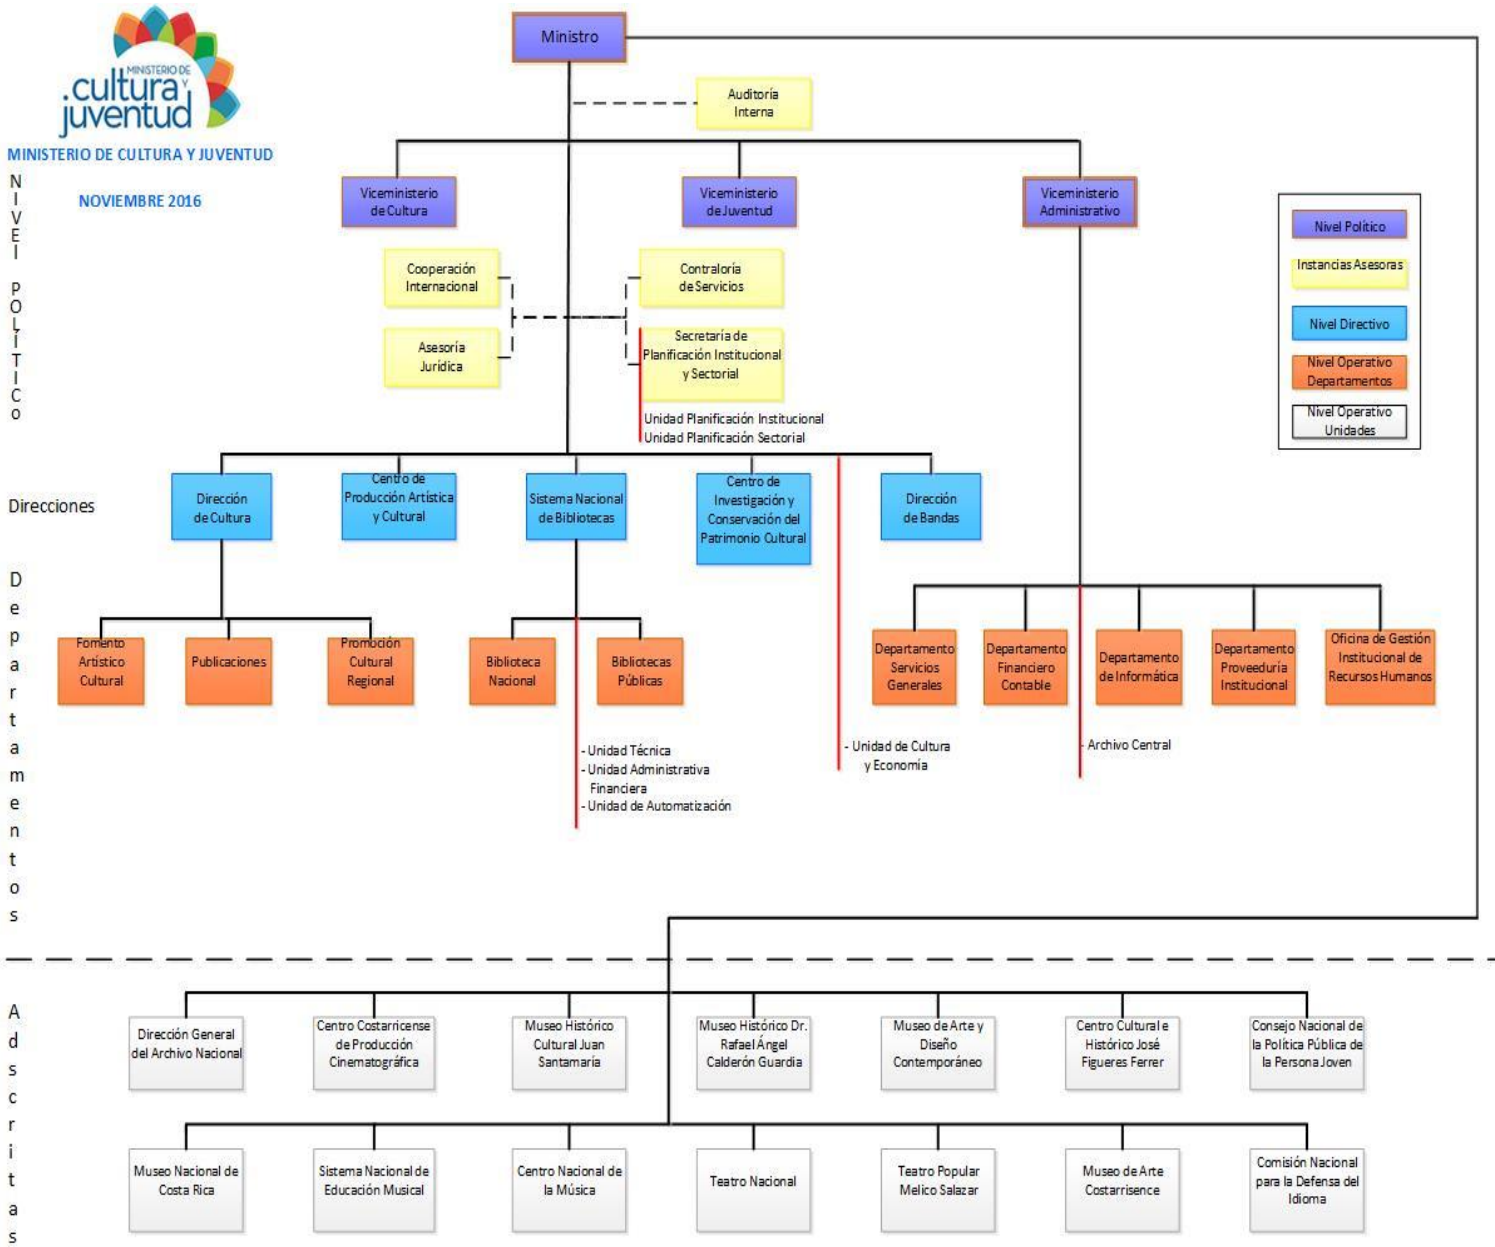 Ministro
MINISTERIO DE
cultura y
juventud
Auditoría
Interna
MINISTERIO DE CULTURA Y JUVENTUD
NOVIEMBRE 2016
NIVEl POLÍTICo
Viceministerio
de Cultura
Viceministerio
de Juventud
Viceministerio
Administrativo
Nivel Político
Instancias Asesoras
Nivel Directivo
Nivel Operativo
Departamentos
Nivel Operativo
Unidades
Cooperación
Internacional
Contraloría
de Servicios
Asesoría
Jurídica
Secretaría de
Planificación Institucional
y Sectorial
Unidad Planificación Institucional
Unidad Planificación Sectorial
Direcciones
Dirección
de Cultura
Centro de
Producción Artística
y Cultural
Sistema Nacional
de Bibliotecas
Centro de
Investigación y
Conservación del
Patrimonio Cultural
Dirección
de Bandas
Departamentos
Fomento
Artístico
Cultural
Publicaciones
Promoción
Cultural
Regional
Biblioteca
Nacional
Bibliotecas
Públicas
Departamento
Servicios
Generales
Departamento
Financiero
Contable
Departamento
de Informática
Departamento
Proveeduría
Institucional
Oficina de Gestión
Institucional de
Recursos Humanos
- Unidad Técnica
- Unidad Administrativa
Financiera
- Unidad de Automatización
- Unidad de Cultura
y Economía
- Archivo Central
Adscritas
Dirección General
del Archivo Nacional
Centro Costarricense
de Producción
Cinematográfica
Museo Histórico
Cultural Juan
Santamaría
Museo Histórico Dr.
Rafael Ángel
Calderón Guardia
Museo de Arte y
Diseño
Contemporáneo
Centro Cultural e
Histórico José
Figueres Ferrer
Consejo Nacional de
la Política Pública de
la Persona Joven
Museo Nacional de
Costa Rica
Sistema Nacional de
Educación Musical
Centro Nacional de
la Música
Teatro Nacional
Teatro Popular
Melico Salazar
Museo de Arte
Costarrisence
Comisión Nacional
para la Defensa del
Idioma